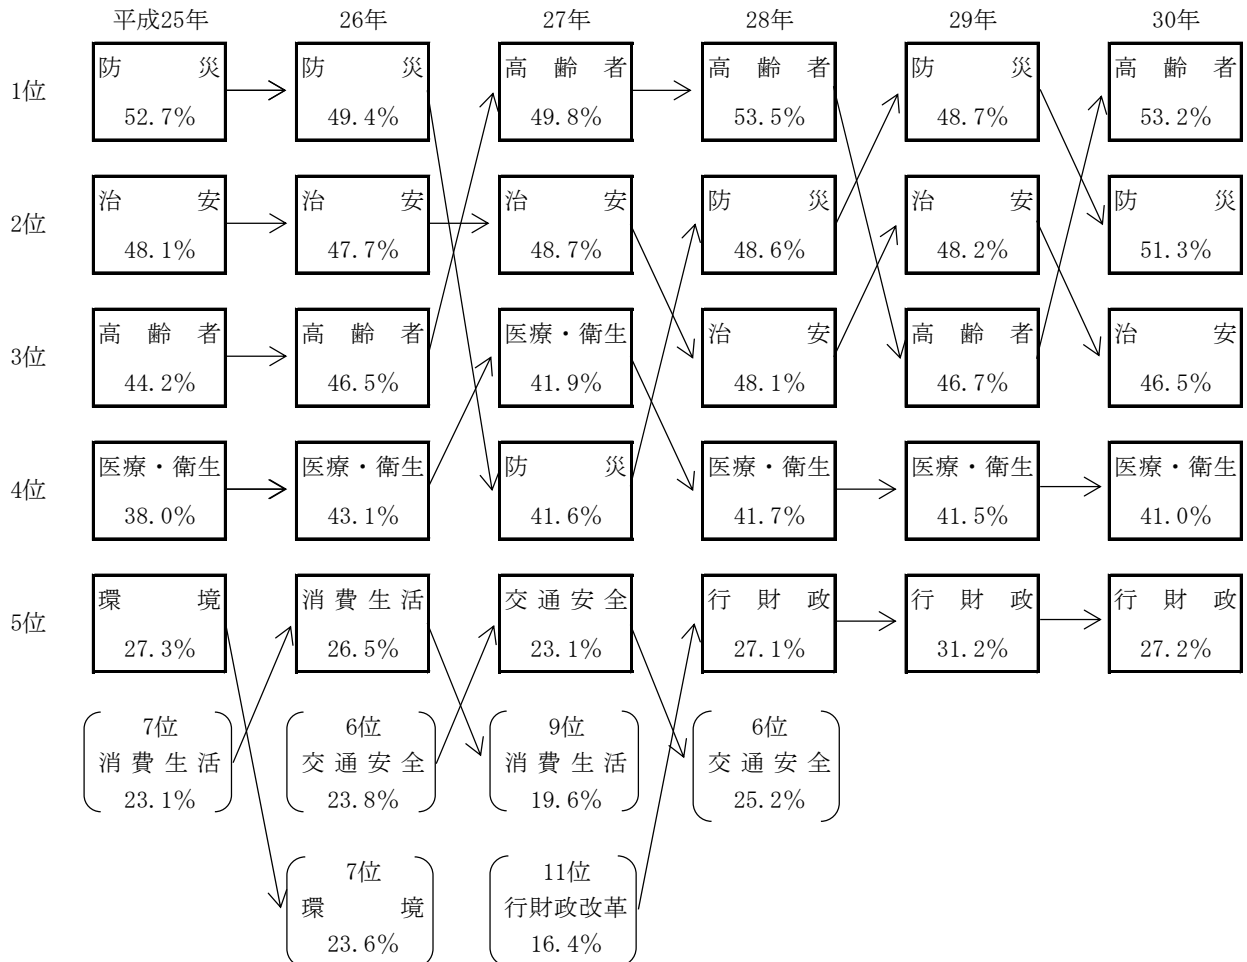 平成25年 26年 27年 28年 29年 30年
1位
防災 防災 高齢者 高齢者 防災 高齢者
52.7% 49.4% 49.8% 53.5% 48.7% 53.2%
2位
治安 治安 治安 防災 治安 防災
48.1% 47.7% 48.7% 48.6% 48.2% 51.3%
3位
高齢者 高齢者 医療・衛生 治安 高齢者 治安
44.2% 46.5% 41.9% 48.1% 46.7% 46.5%
4位
医療・衛生 医療・衛生 防災 医療・衛生 医療・衛生 医療・衛生
38.0% 43.1% 41.6% 41.7% 41.5% 41.0%
5位
環境 消費生活 交通安全 行財政 行財政 行財政
27.3% 26.5% 23.1% 27.1% 31.2% 27.2%
7位 6位 9位 6位
消費生活 交通安全 消費生活 交通安全
23.1% 23.8% 19.6% 25.2%
7位 11位
環境 行財政改革
23.6% 16.4%